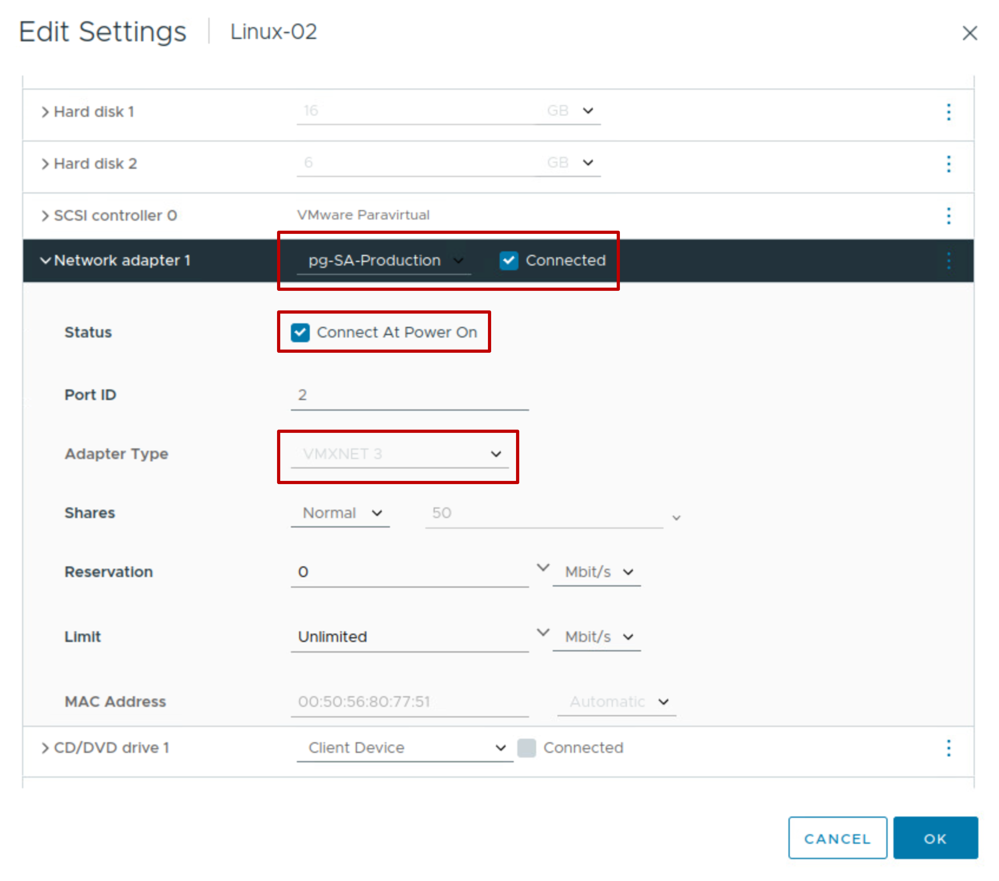 Edit Settings Linux-02
Hard disk 1 16 GB
Hard disk 2 6 GB
SCSI controller 0 VMware Paravirtual
Network adapter 1 pg-SA-Production Connected
Status Connect At Power On
Port ID 2
Adapter Type VMXNET 3
Shares Normal 50
Reservation 0 Mbit/s
Limit Unlimited Mbit/s
MAC Address 00:50:56:80:77:51 Automatic
CD/DVD drive 1 Client Device Connected
CANCEL OK